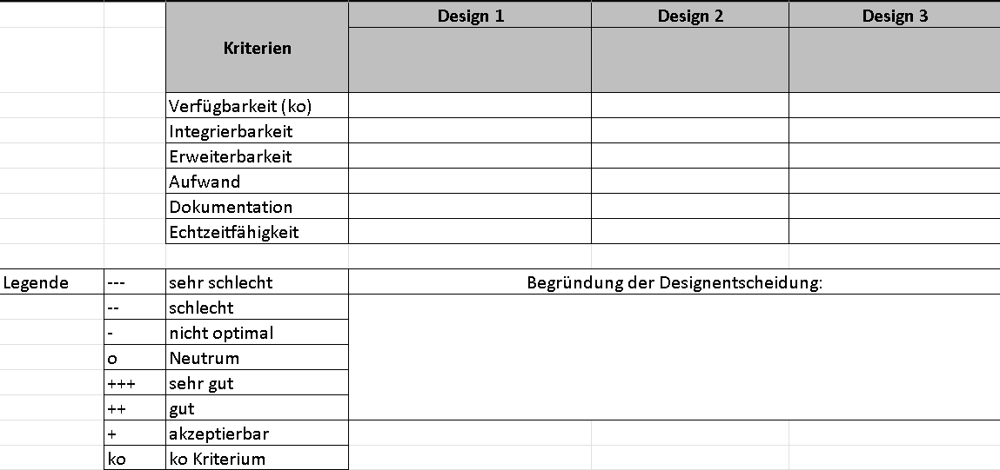 Design 1 Design 2 Design 3
Kriterien
Verfügbarkeit (ko)
Integrierbarkeit
Erweiterbarkeit
Aufwand
Dokumentation
Echtzeitfähigkeit
Legende --- sehr schlecht Begründung der Designentscheidung:
-- schlecht
- nicht optimal
o Neutrum
+++ sehr gut
++ gut
+ akzeptierbar
ko ko Kriterium